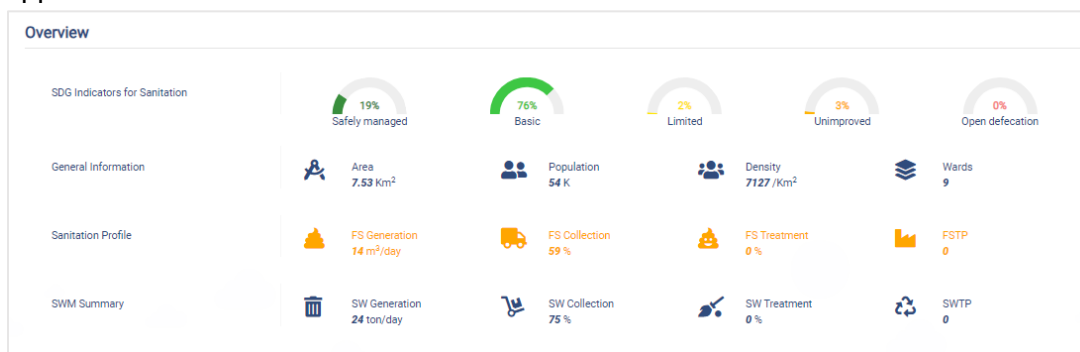 Overview
SDG Indicators for Sanitation
19%
Safely managed
76%
Basic
2%
Limited
3%
Unimproved
0%
Open defecation
General Information
Area
7.53 Km²
Population
54 K
Density
7127 /Km²
Wards
9
Sanitation Profile
FS Generation
14 m³/day
FS Collection
59 %
FS Treatment
0 %
FSTP
0
SWM Summary
SW Generation
24 ton/day
SW Collection
75 %
SW Treatment
0 %
SWTP
0